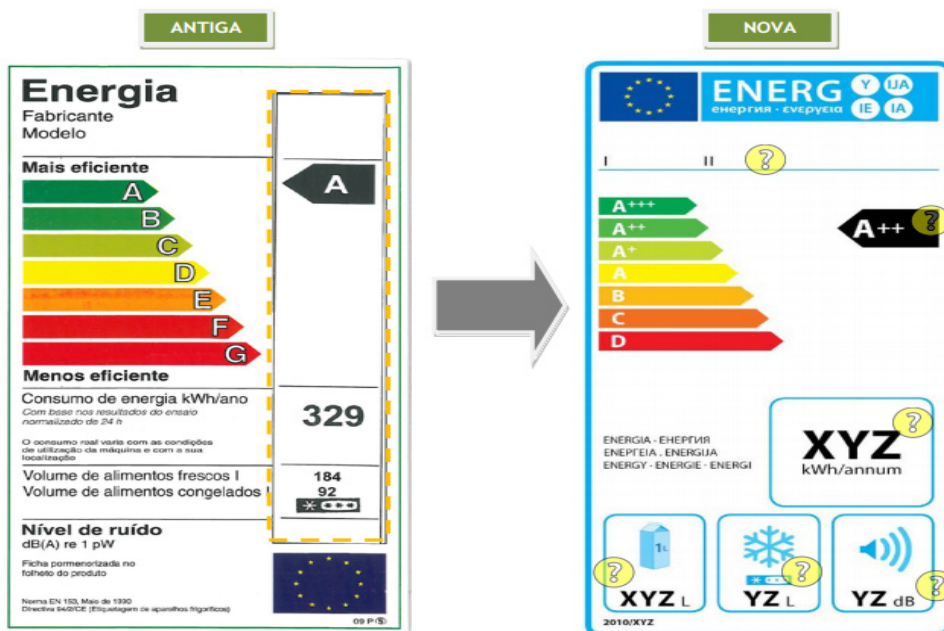 ANTIGA
NOVA
Energia
Fabricante
Modelo
Mais eficiente
A
A
B
C
D
E
F
G
Menos eficiente
Consumo de energia kWh/ano
Com base nos resultados do ensaio
normalizado de 24 h
329
O consumo real varia com as condições
de utilização da máquina e com a sua
localização
Volume de alimentos frescos l 184
Volume de alimentos congelados l 92
Nível de ruído
dB(A) re 1 pW
Ficha pormenorizada no
folheto do produto
Norma EN 153, Maio de 1990
Directiva 94/2/CE (Etiquetagem de aparelhos frigoríficos)
09 P(S)
ENERG Y IJA
енергия · ενεργεια IE IA
I II ?
A+++
A++
A++ ?
A+
A
B
C
D
ENERGIA · ЕНЕРГИЯ
ΕΝΕΡΓΕΙΑ · ENERGIJA
ENERGY · ENERGIE · ENERGI
?
XYZ
kWh/annum
1L
?
XYZ L
?
YZ L
?
YZ dB
2010/XYZ